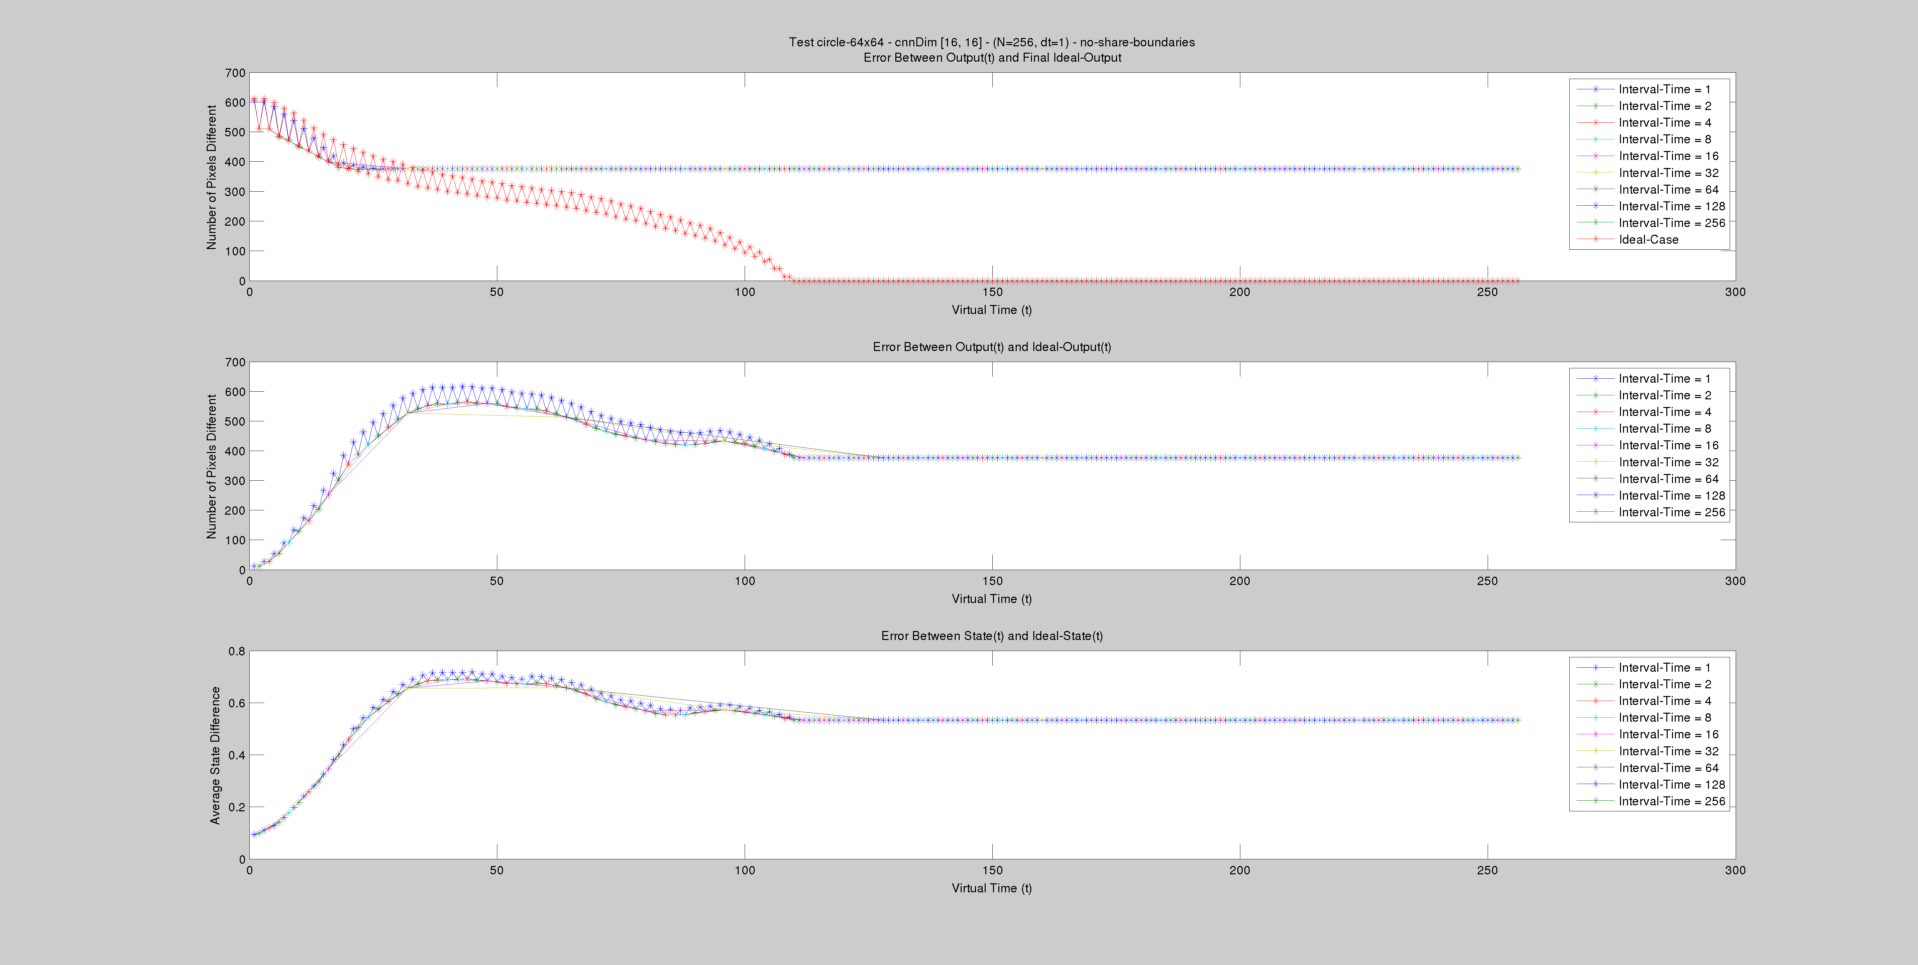 Test circle-64x64 - cnnDim [16, 16] - (N=256, dt=1) - no-share-boundaries
Error Between Output(t) and Final Ideal-Output
Number of Pixels Different
700
600
500
400
300
200
100
0
0 50 100 150 200 250 300
Virtual Time (t)
Interval-Time = 1
Interval-Time = 2
Interval-Time = 4
Interval-Time = 8
Interval-Time = 16
Interval-Time = 32
Interval-Time = 64
Interval-Time = 128
Interval-Time = 256
Ideal-Case
Error Between Output(t) and Ideal-Output(t)
Number of Pixels Different
700
600
500
400
300
200
100
0
0 50 100 150 200 250 300
Virtual Time (t)
Interval-Time = 1
Interval-Time = 2
Interval-Time = 4
Interval-Time = 8
Interval-Time = 16
Interval-Time = 32
Interval-Time = 64
Interval-Time = 128
Interval-Time = 256
Error Between State(t) and Ideal-State(t)
Average State Difference
0.8
0.6
0.4
0.2
0
0 50 100 150 200 250 300
Virtual Time (t)
Interval-Time = 1
Interval-Time = 2
Interval-Time = 4
Interval-Time = 8
Interval-Time = 16
Interval-Time = 32
Interval-Time = 64
Interval-Time = 128
Interval-Time = 256